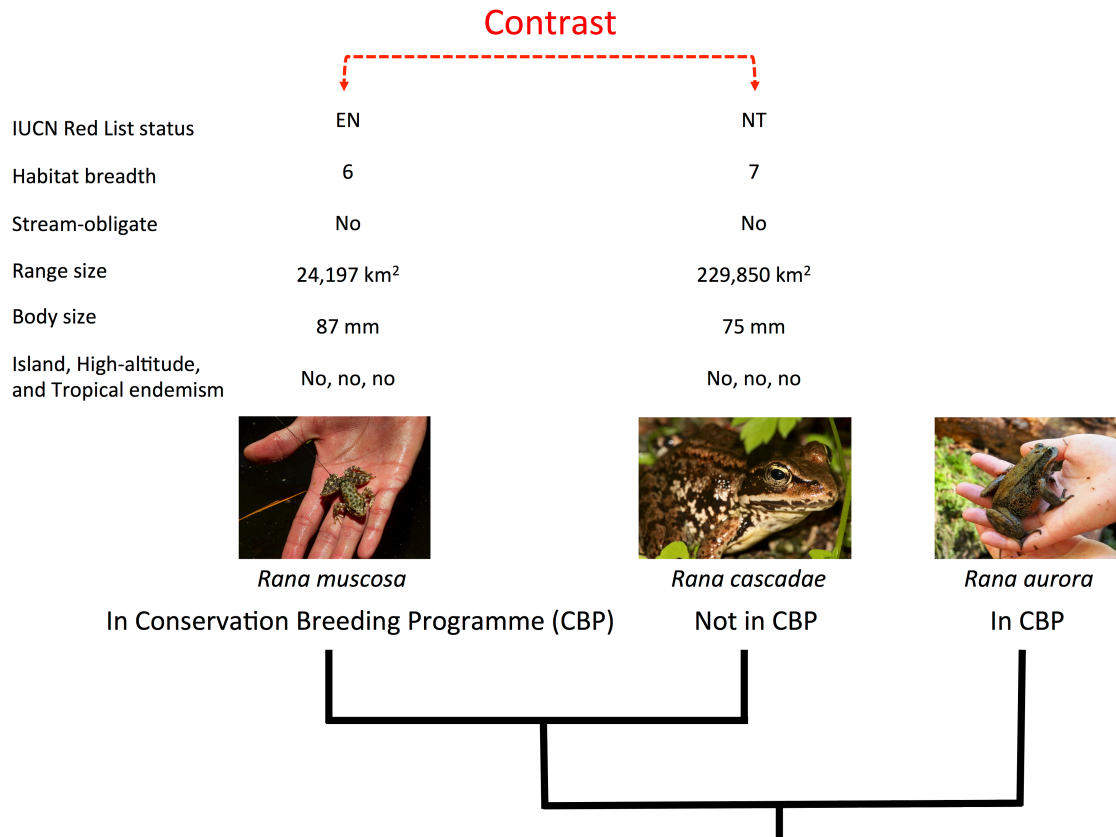 Contrast
IUCN Red List status EN NT
Habitat breadth 6 7
Stream-obligate No No
Range size 24,197 km² 229,850 km²
Body size 87 mm 75 mm
Island, High-altitude,
and Tropical endemism No, no, no No, no, no
Rana muscosa Rana cascadae Rana aurora
In Conservation Breeding Programme (CBP) Not in CBP In CBP